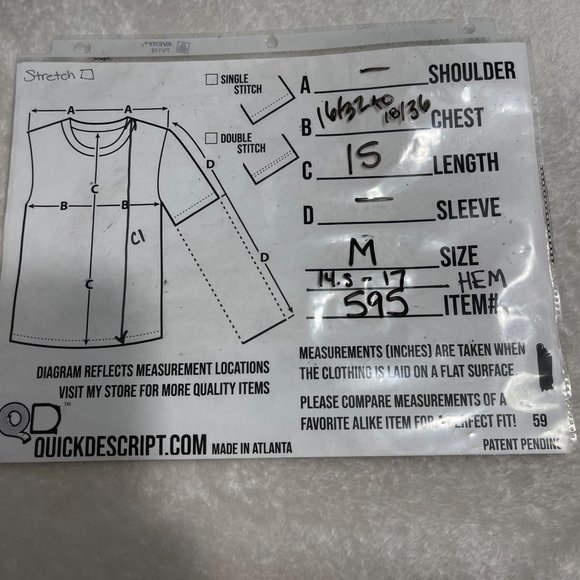 AVERY®
Stretch
SINGLE STITCH
DOUBLE STITCH
A — SHOULDER
B 16/32 to 18/36 CHEST
C 15 LENGTH
D — SLEEVE
M SIZE
14.5 - 17 HEM
595 ITEM#
A A
D
C
B B
C1
C
D
DIAGRAM REFLECTS MEASUREMENT LOCATIONS
VISIT MY STORE FOR MORE QUALITY ITEMS
QD™
QUICKDESCRIPT.COM MADE IN ATLANTA
MEASUREMENTS (INCHES) ARE TAKEN WHEN
THE CLOTHING IS LAID ON A FLAT SURFACE
PLEASE COMPARE MEASUREMENTS OF A
FAVORITE ALIKE ITEM FOR A PERFECT FIT! 59
PATENT PENDING